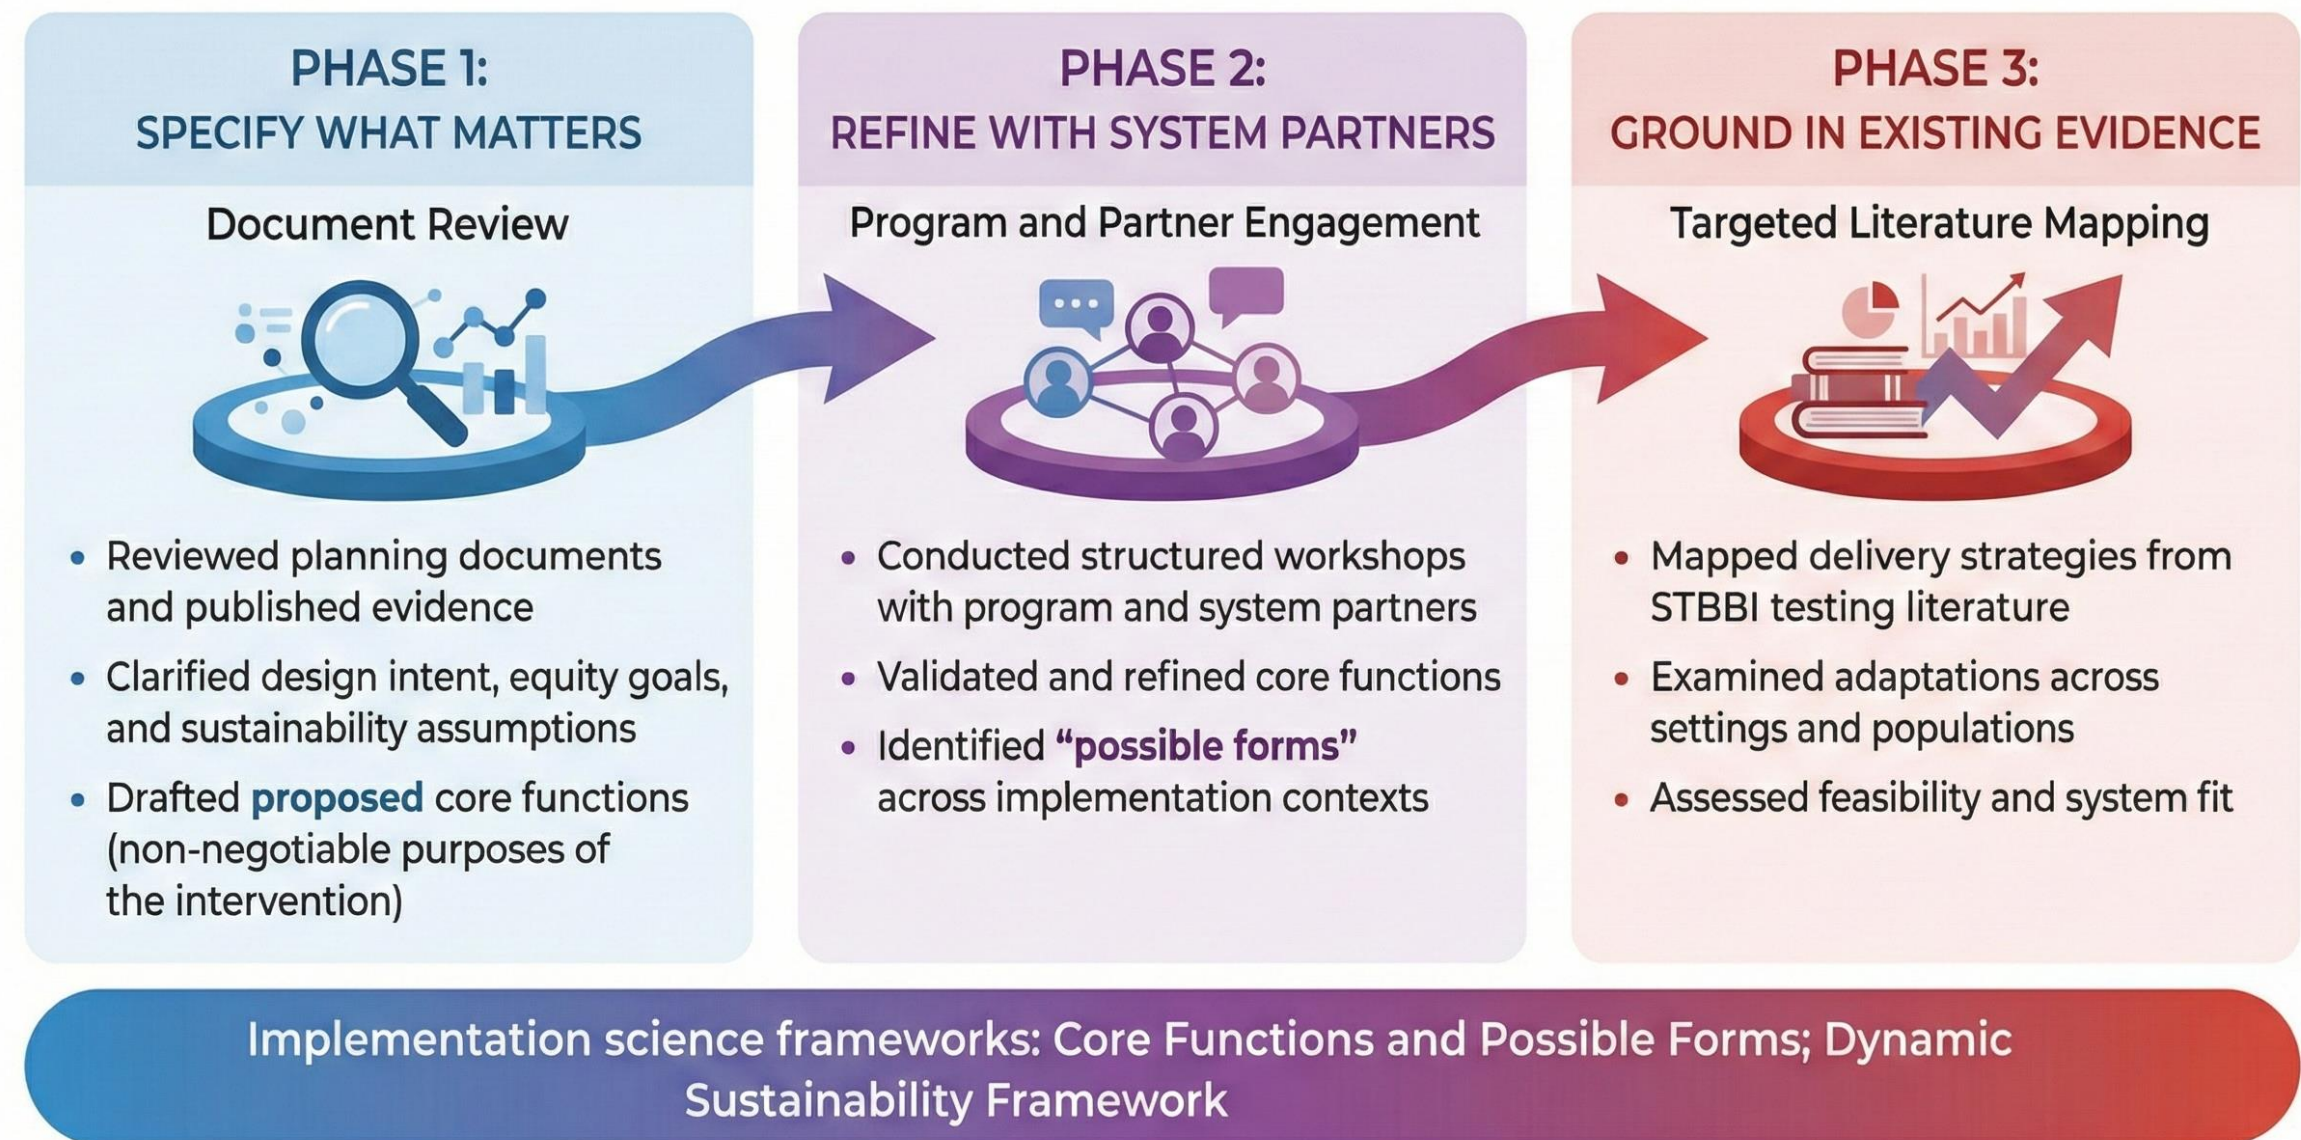 PHASE 1:
SPECIFY WHAT MATTERS
Document Review
• Reviewed planning documents
and published evidence
• Clarified design intent, equity goals,
and sustainability assumptions
• Drafted proposed core functions
(non-negotiable purposes of
the intervention)
PHASE 2:
REFINE WITH SYSTEM PARTNERS
Program and Partner Engagement
• Conducted structured workshops
with program and system partners
• Validated and refined core functions
• Identified “possible forms”
across implementation contexts
PHASE 3:
GROUND IN EXISTING EVIDENCE
Targeted Literature Mapping
• Mapped delivery strategies from
STBBI testing literature
• Examined adaptations across
settings and populations
• Assessed feasibility and system fit
Implementation science frameworks: Core Functions and Possible Forms; Dynamic
Sustainability Framework